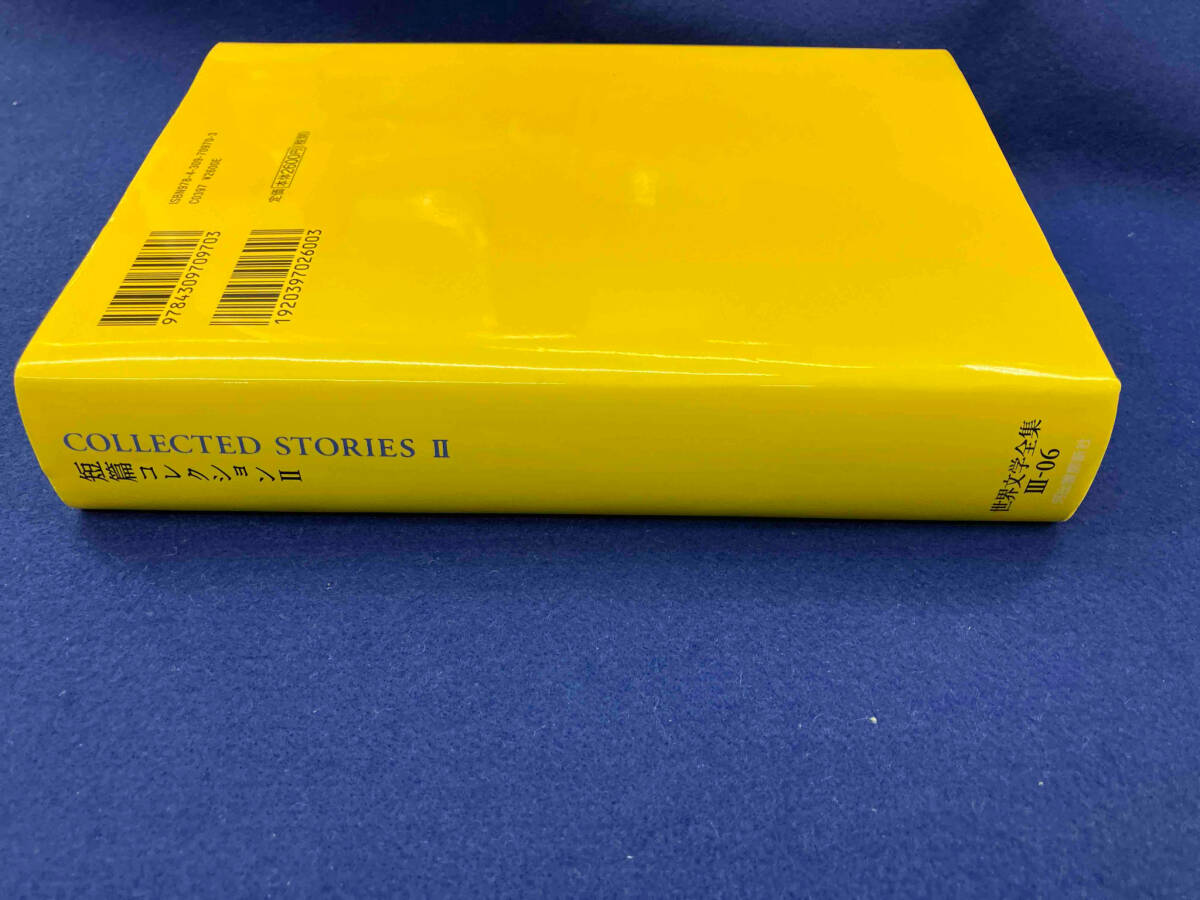 ISBN978-4-309-70970-3
C0397 ¥2600E
定価 本体2600円(税別)
9784309709703
1920397026003
COLLECTED STORIES II
短篇コレクションII
世界文学全集
III-06
河出書房新社